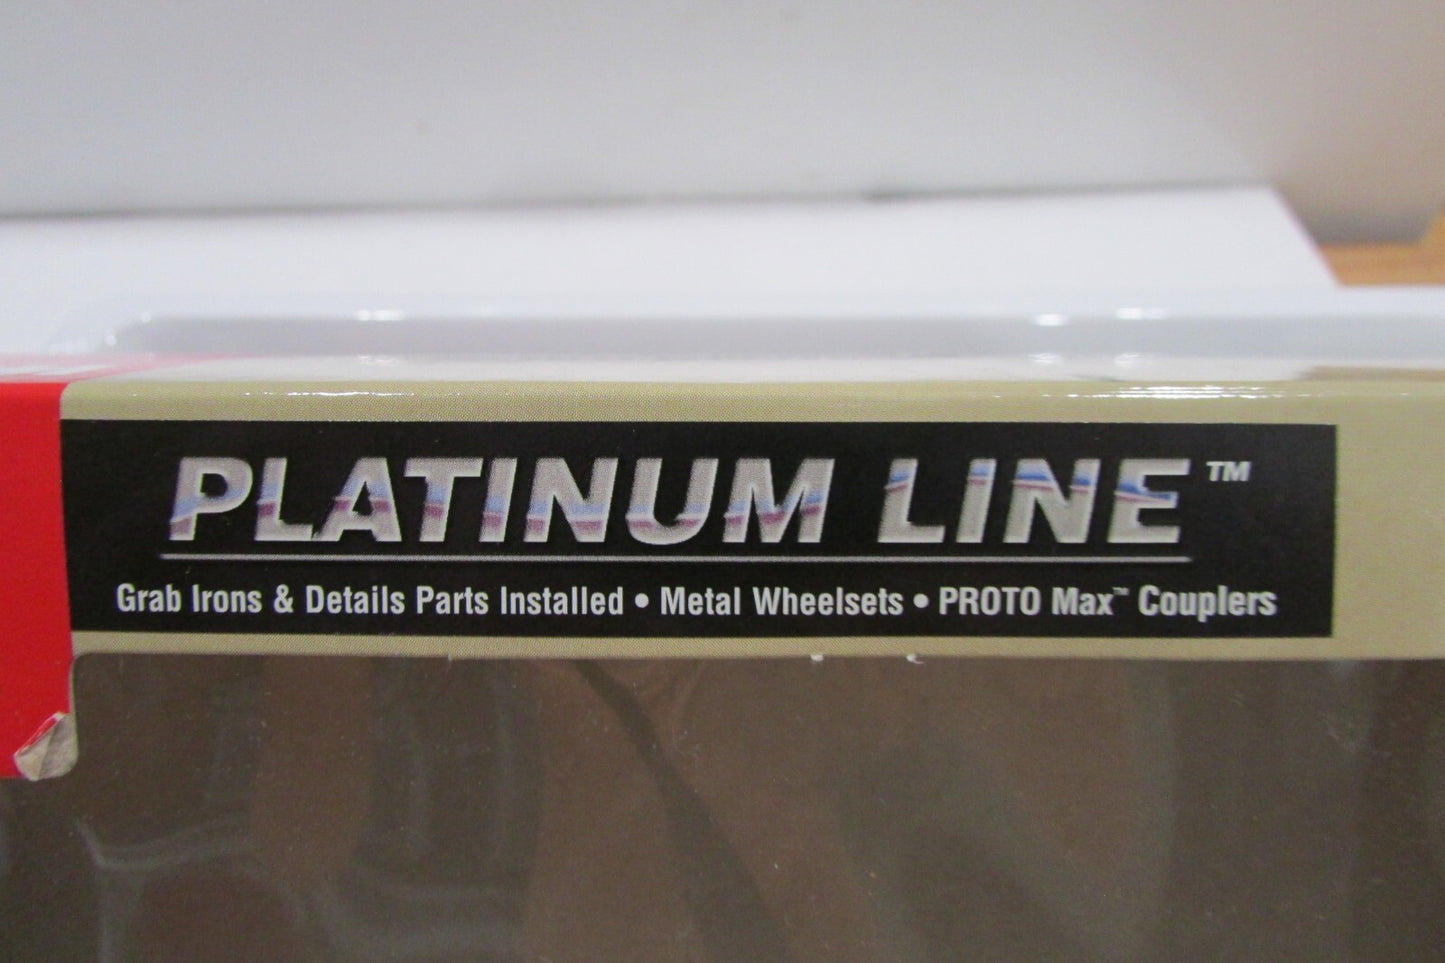 PLATINUM LINE™
Grab Irons & Details Parts Installed • Metal Wheelsets • PROTO Max™ Couplers